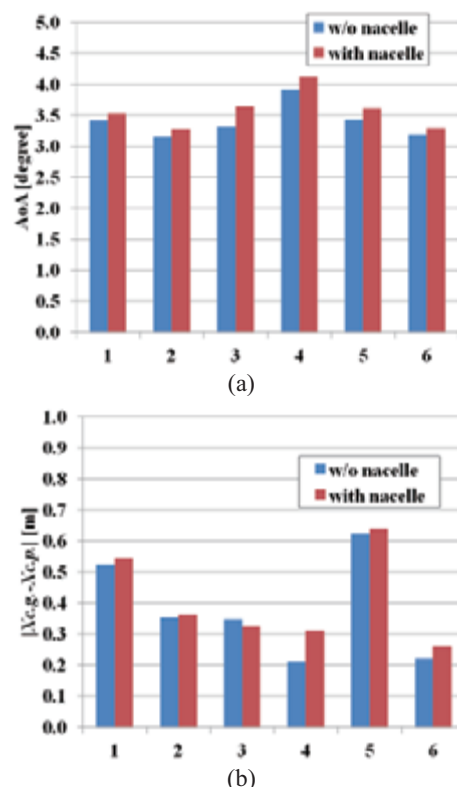 5.0
4.5
4.0
3.5
3.0
2.5
2.0
1.5
1.0
0.5
0.0
AoA [degree]
w/o nacelle
with nacelle
1 2 3 4 5 6
(a)
1.0
0.9
0.8
0.7
0.6
0.5
0.4
0.3
0.2
0.1
0.0
|Xc.g.-Xc.p.| [m]
w/o nacelle
with nacelle
1 2 3 4 5 6
(b)